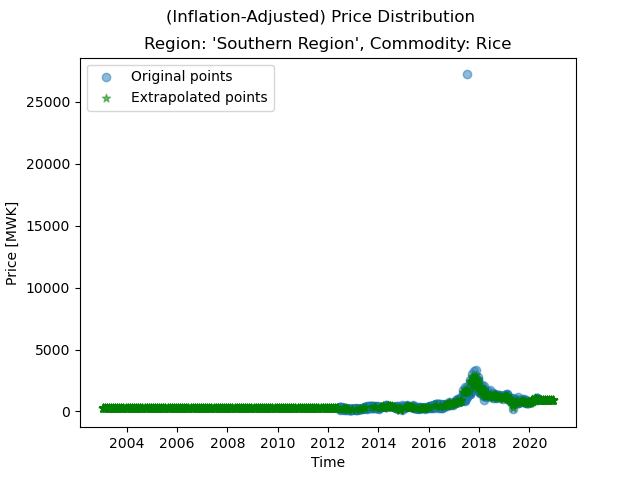 (Inflation-Adjusted) Price Distribution
Region: 'Southern Region', Commodity: Rice
Original points
Extrapolated points
25000
20000
15000
10000
5000
0
Price [MWK]
2004 2006 2008 2010 2012 2014 2016 2018 2020
Time